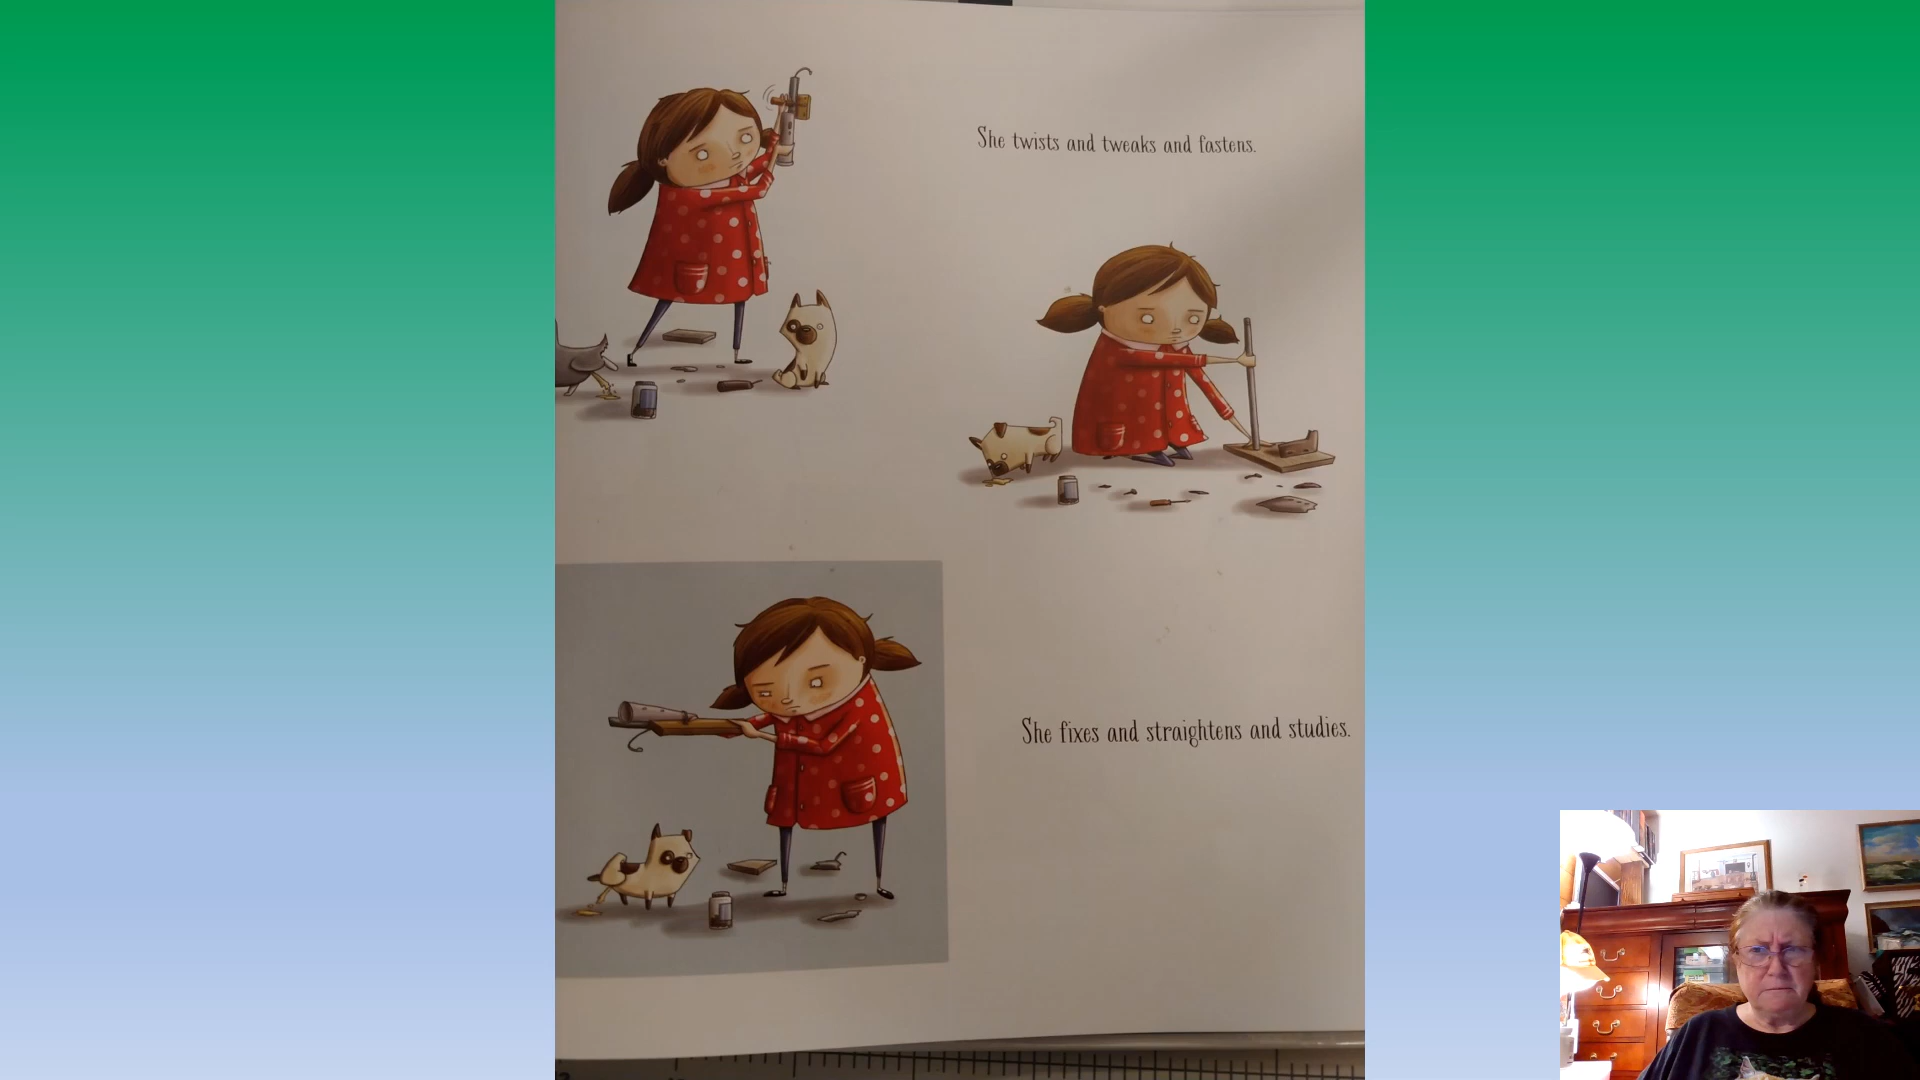 She twists and tweaks and fastens.
She fixes and straightens and studies.